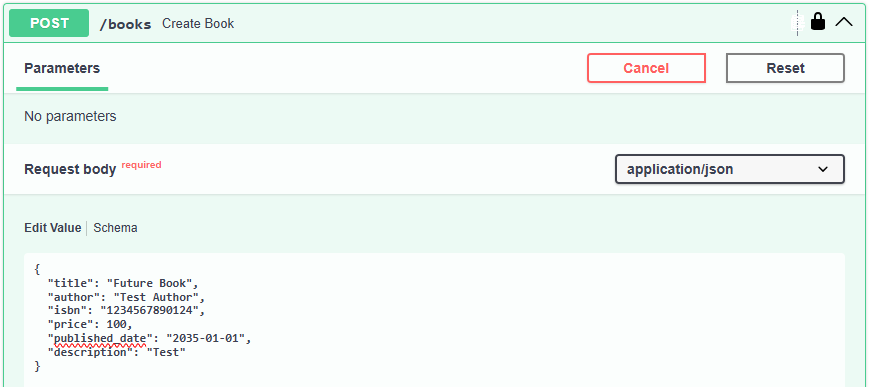 POST /books Create Book
Parameters Cancel Reset
No parameters
Request body required application/json
Edit Value Schema
{
  "title": "Future Book",
  "author": "Test Author",
  "isbn": "1234567890124",
  "price": 100,
  "published_date": "2035-01-01",
  "description": "Test"
}